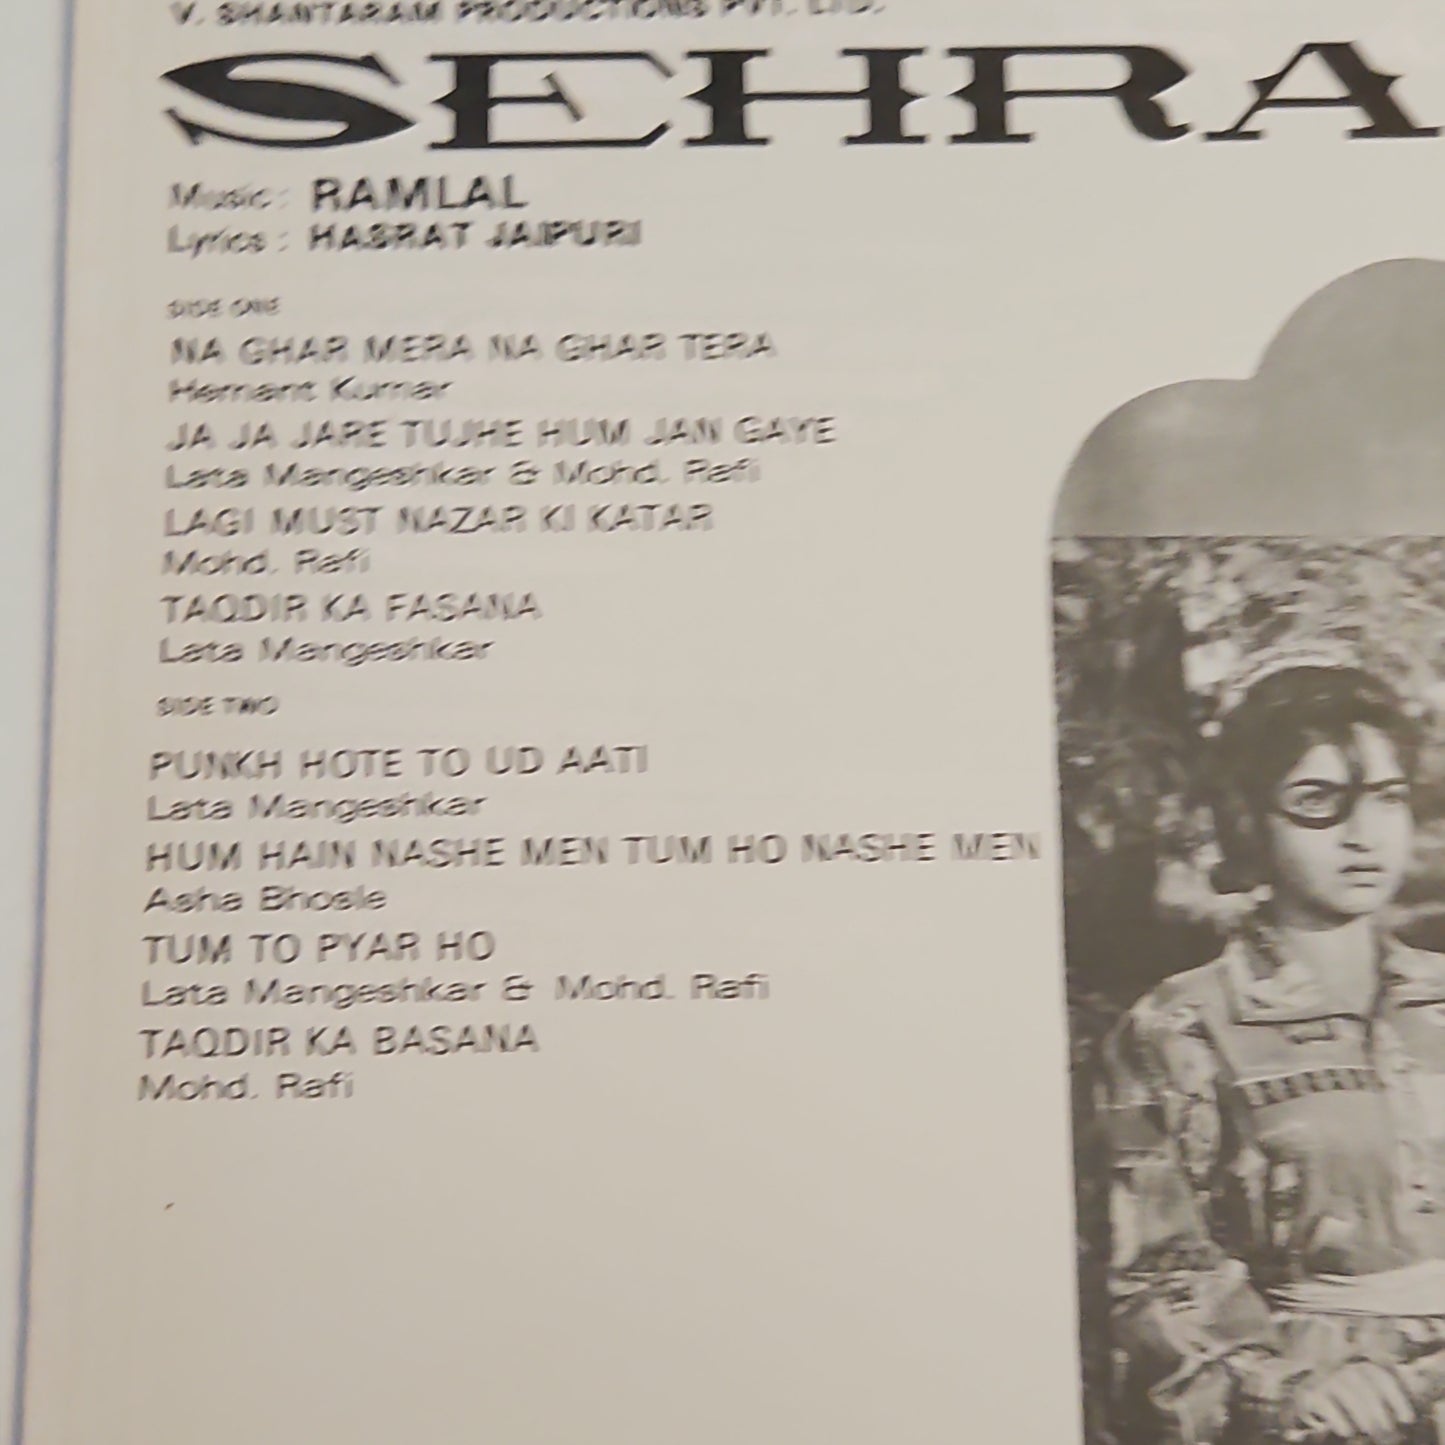 V. SHANTARAM PRODUCTIONS PVT. LTD.
SEHRA
Music : RAMLAL
Lyrics : HASRAT JAIPURI
SIDE ONE
NA GHAR MERA NA GHAR TERA
Hemant Kumar
JA JA JARE TUJHE HUM JAN GAYE
Lata Mangeshkar & Mohd. Rafi
LAGI MUST NAZAR KI KATAR
Mohd. Rafi
TAQDIR KA FASANA
Lata Mangeshkar
SIDE TWO
PUNKH HOTE TO UD AATI
Lata Mangeshkar
HUM HAIN NASHE MEN TUM HO NASHE MEN
Asha Bhosle
TUM TO PYAR HO
Lata Mangeshkar & Mohd. Rafi
TAQDIR KA BASANA
Mohd. Rafi